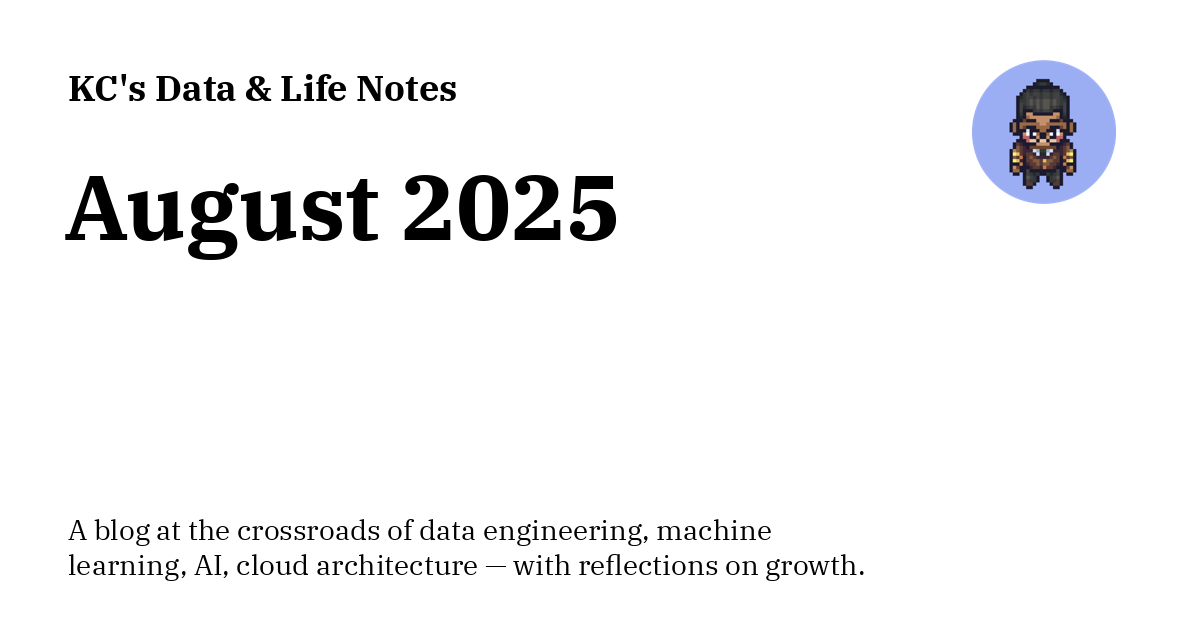 KC's Data & Life Notes
August 2025
A blog at the crossroads of data engineering, machine
learning, AI, cloud architecture — with reflections on growth.